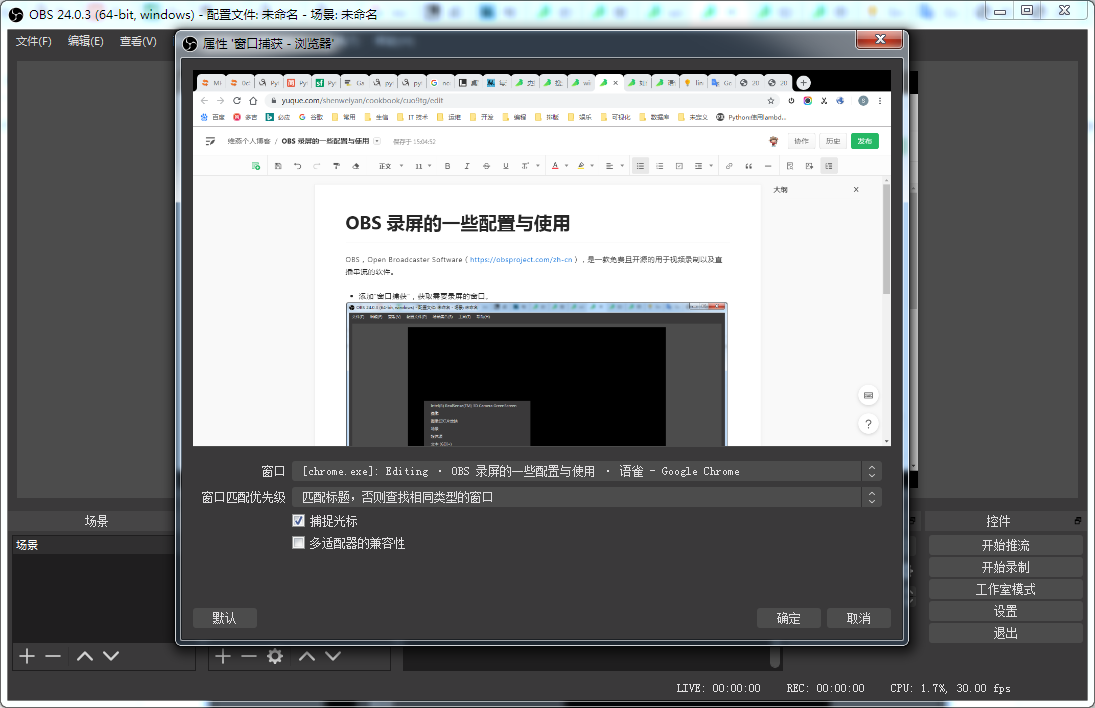 OBS 24.0.3 (64-bit, windows) - 配置文件: 未命名 - 场景: 未命名
文件(F) 编辑(E) 查看(V)
属性 '窗口捕获 - 浏览器'
yuque.com/shenweiyan/cookbook/cuo9tg/edit
百度 多吉 必应 谷歌 常用 生信 IT 技术 运维 开发 编程 拼贴 娱乐 可视化 数据库 未定义 Python使用lambd...
维燕个人博客 / OBS 录屏的一些配置与使用 保存于 15:04:52 协作 历史 发布
正文 11
大纲
OBS 录屏的一些配置与使用
OBS，Open Broadcaster Software（https://obsproject.com/zh-cn），是一款免费且开源的用于视频录制以及直
播串流的软件。
• 添加"窗口捕获"，获取需要录屏的窗口。
窗口 [chrome.exe]: Editing · OBS 录屏的一些配置与使用 · 语雀 - Google Chrome
窗口匹配优先级 匹配标题，否则查找相同类型的窗口
捕捉光标
多适配器的兼容性
默认 确定 取消
场景
场景
控件
开始推流
开始录制
工作室模式
设置
退出
LIVE: 00:00:00 REC: 00:00:00 CPU: 1.7%, 30.00 fps